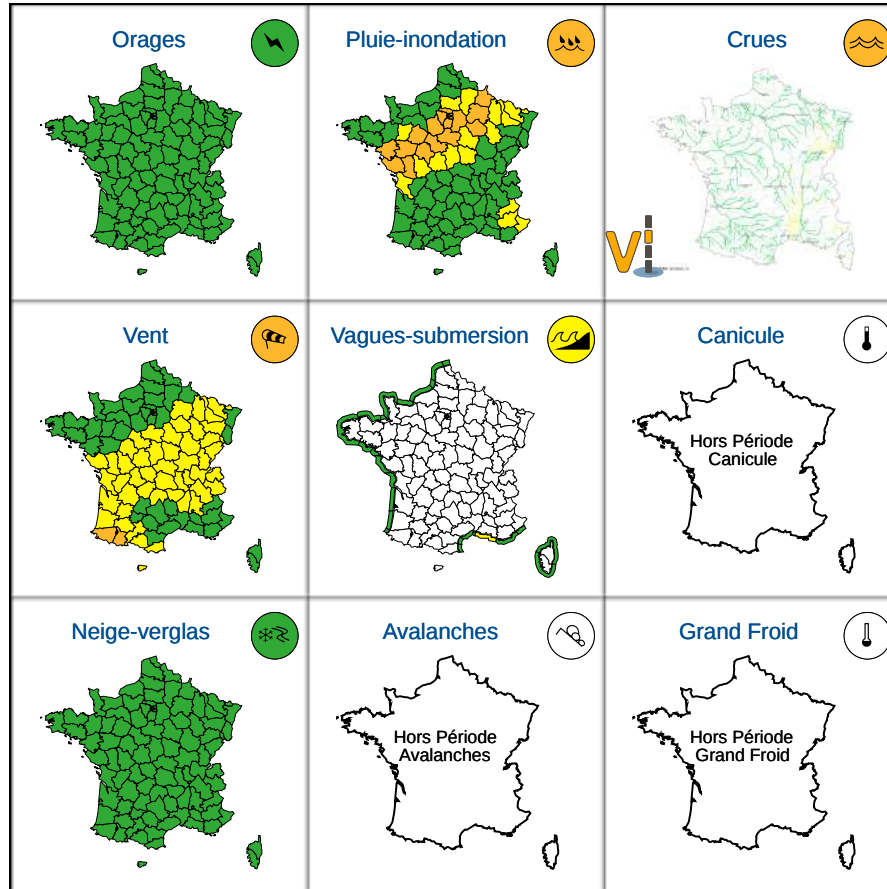 Orages
Pluie-inondation
Crues
Vi
Vent
Vagues-submersion
Canicule
Hors Période
Canicule
Neige-verglas
Avalanches
Hors Période
Avalanches
Grand Froid
Hors Période
Grand Froid